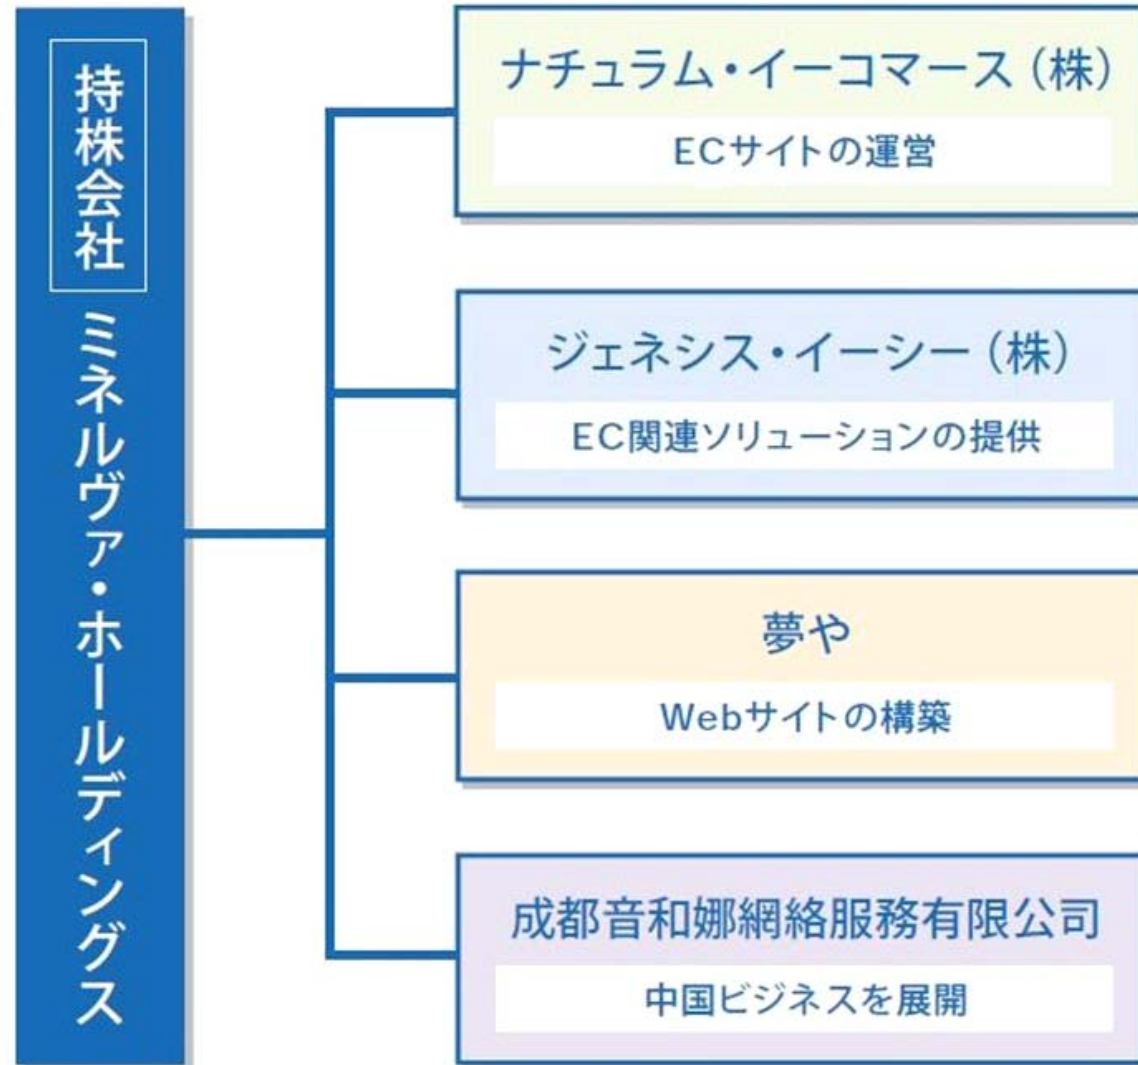 持株会社
ミネルヴァ・ホールディングス
ナチュラム・イーコマース（株）
ECサイトの運営
ジェネシス・イーシー（株）
EC関連ソリューションの提供
夢や
Webサイトの構築
成都音和娜網絡服務有限公司
中国ビジネスを展開